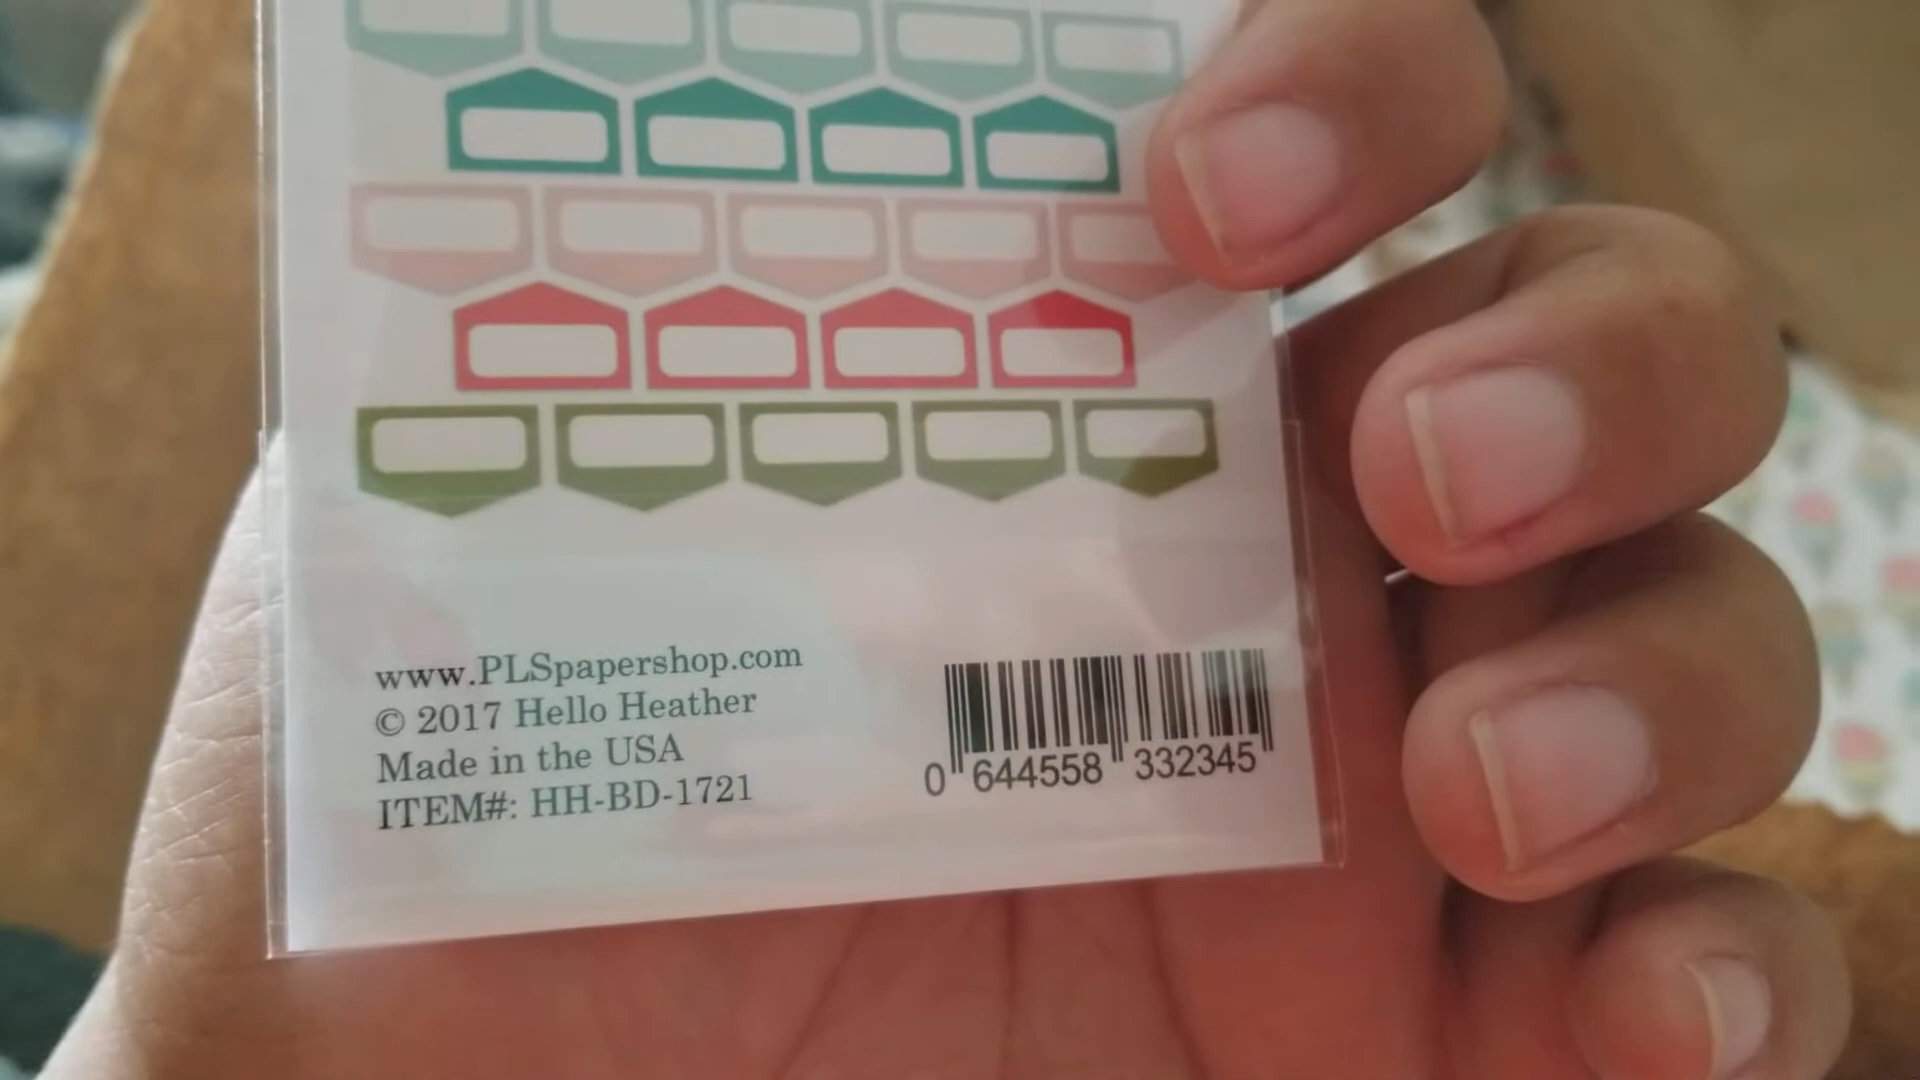 www.PLSpapershop.com
© 2017 Hello Heather
Made in the USA
ITEM#: HH-BD-1721
0 644558 332345